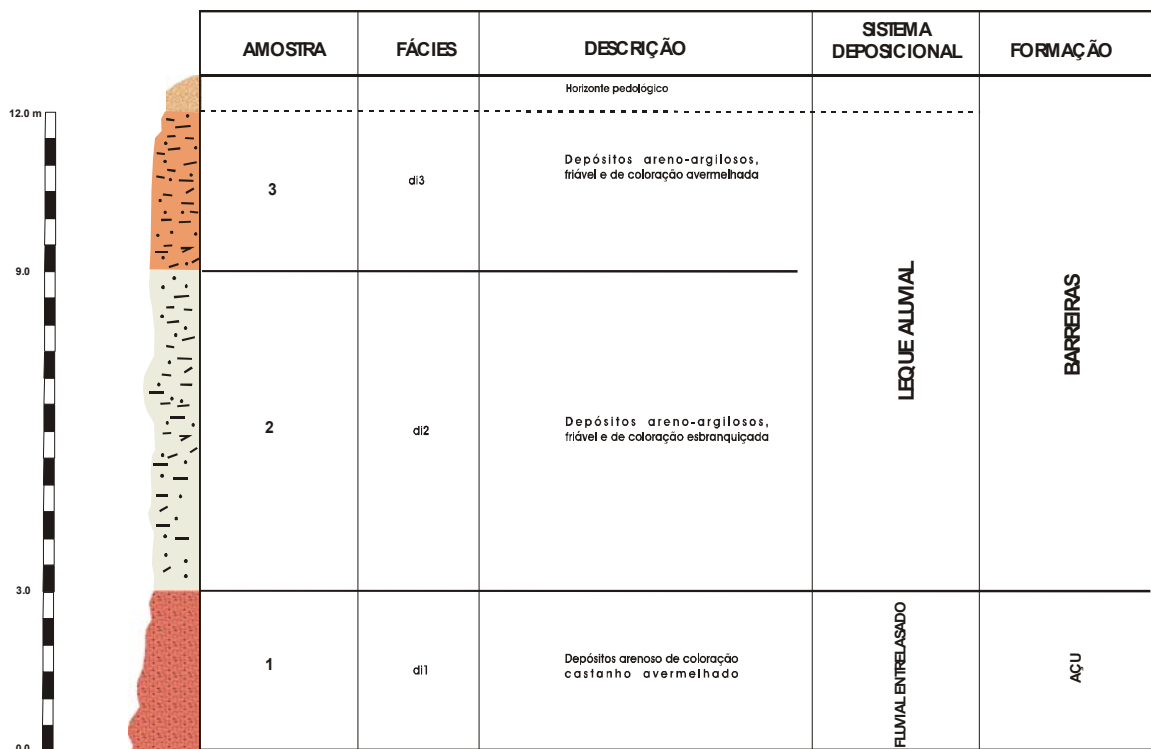 AMOSTRA
FÁCIES
DESCRIÇÃO
SISTEMA
DEPOSICIONAL
FORMAÇÃO
Horizonte pedológico
12.0 m
3
di3
Depósitos areno-argilosos,
friável e de coloração avermelhada
9.0
LEQUE ALUVIAL
BARREIRAS
2
di2
Depósitos areno-argilosos,
friável e de coloração esbranquiçada
3.0
1
di1
Depósitos arenoso de coloração
castanho avermelhado
FLUVIAL ENTRELASADO
AÇU
0.0